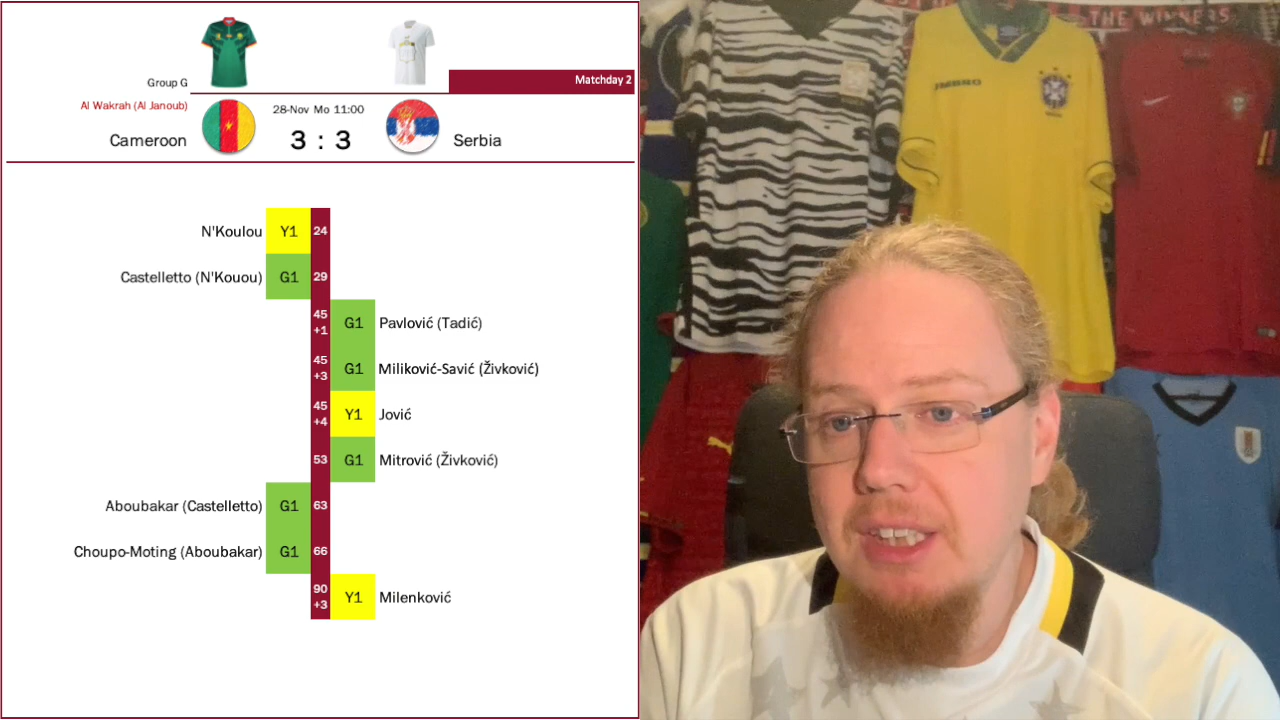 Group G
Matchday 2
Al Wakrah (Al Janoub)
28-Nov Mo 11:00
Cameroon
3 : 3
Serbia
N'Koulou Y1 24
Castelletto (N'Kouou) G1 29
45 +1 G1 Pavlović (Tadić)
45 +3 G1 Miliković-Savić (Živković)
45 +4 Y1 Jović
53 G1 Mitrović (Živković)
Aboubakar (Castelletto) G1 63
Choupo-Moting (Aboubakar) G1 66
90 +3 Y1 Milenković
THE WINNERS
UMBRO